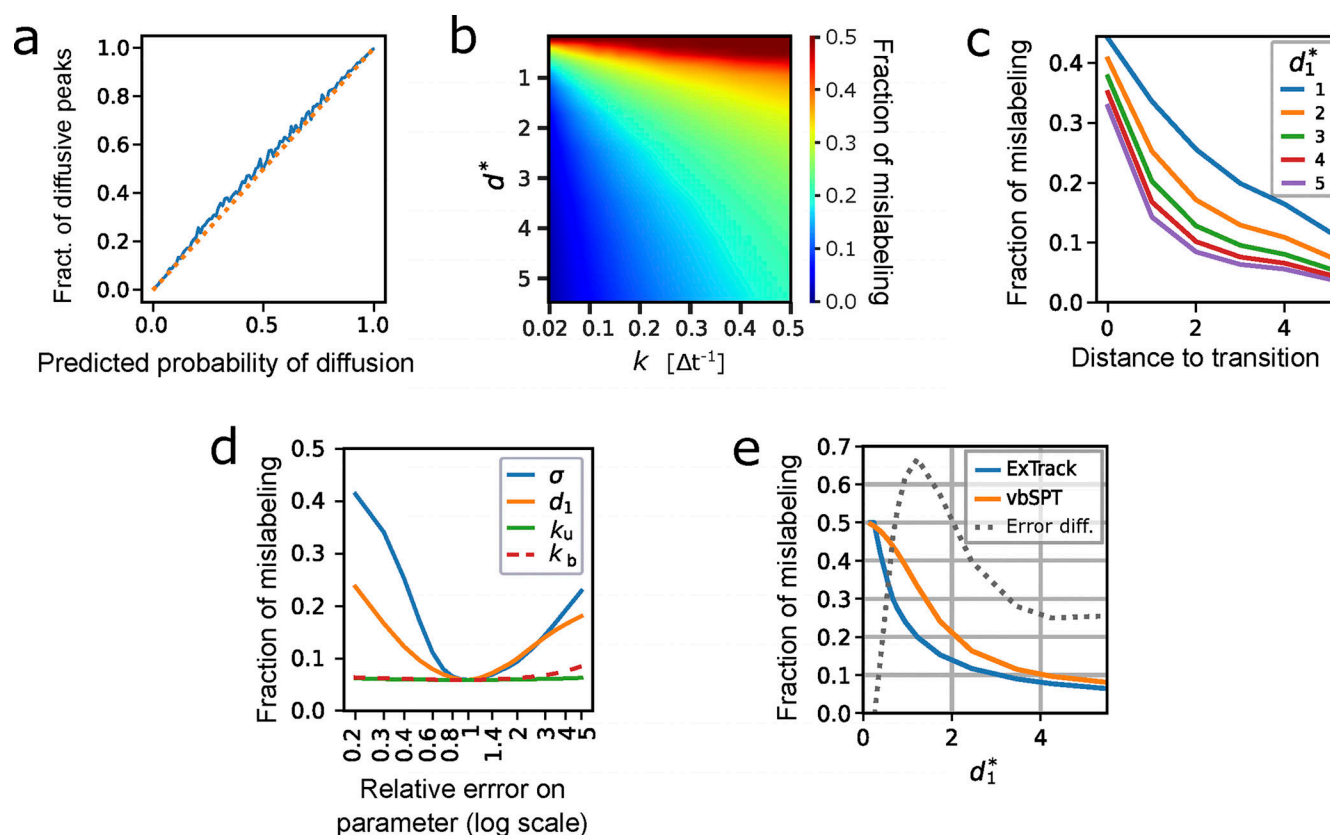 a
1.0
0.8
0.6
0.4
0.2
0.0
Fract. of diffusive peaks
0.0 0.5 1.0
Predicted probability of diffusion
b
1
2
3
4
5
d*
0.02 0.1 0.2 0.3 0.4 0.5
k [Δt⁻¹]
0.5
0.4
0.3
0.2
0.1
0.0
Fraction of mislabeling
c
0.4
0.3
0.2
0.1
0.0
Fraction of mislabeling
d₁*
1
2
3
4
5
0 2 4
Distance to transition
d
0.5
0.4
0.3
0.2
0.1
0.0
Fraction of mislabeling
σ
d₁
kᵤ
k b
0.2 0.3 0.4 0.6 0.8 1 1.4 2 3 4 5
Relative errror on
parameter (log scale)
e
0.7
0.6
0.5
0.4
0.3
0.2
0.1
0.0
Fraction of mislabeling
ExTrack
vbSPT
Error diff.
0 2 4
d₁*